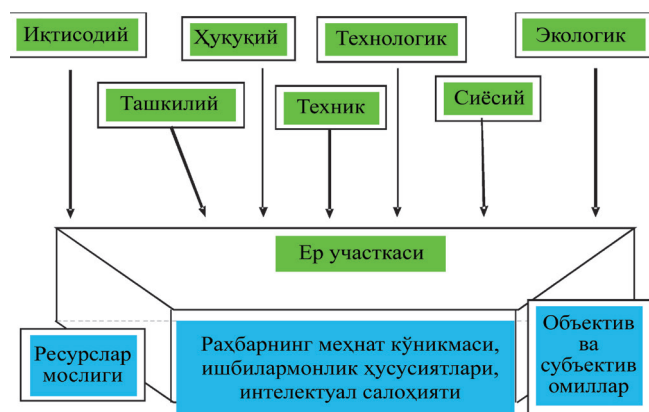 Иқтисодий
Ҳуқуқий
Технологик
Экологик
Ташкилий
Техник
Сиёсий
Ер участкаси
Ресурслар
мослиги
Раҳбарнинг меҳнат кўникмаси,
ишбилармонлик ҳусусиятлари,
интелектуал салоҳияти
Объектив
ва
субъектив
омиллар